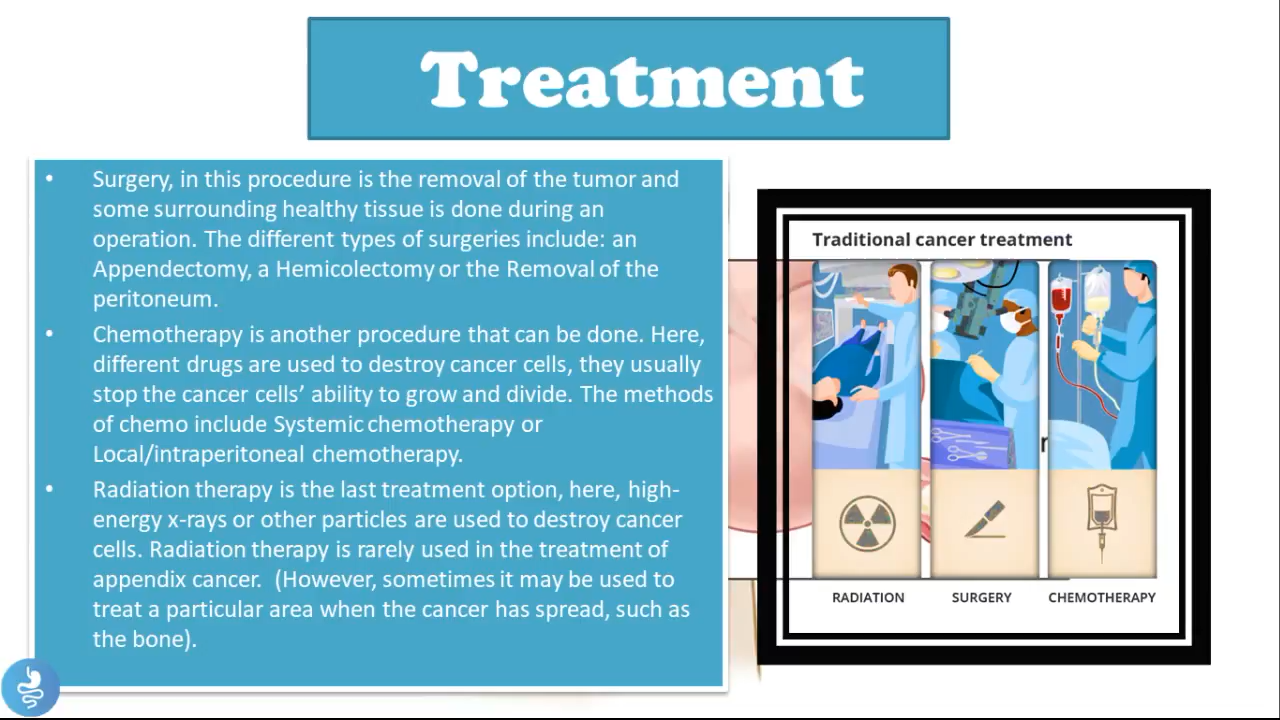 Treatment
• Surgery, in this procedure is the removal of the tumor and
some surrounding healthy tissue is done during an
operation. The different types of surgeries include: an
Appendectomy, a Hemicolectomy or the Removal of the
peritoneum.
• Chemotherapy is another procedure that can be done. Here,
different drugs are used to destroy cancer cells, they usually
stop the cancer cells’ ability to grow and divide. The methods
of chemo include Systemic chemotherapy or
Local/intraperitoneal chemotherapy.
• Radiation therapy is the last treatment option, here, high-
energy x-rays or other particles are used to destroy cancer
cells. Radiation therapy is rarely used in the treatment of
appendix cancer. (However, sometimes it may be used to
treat a particular area when the cancer has spread, such as
the bone).
Traditional cancer treatment
RADIATION
SURGERY
CHEMOTHERAPY